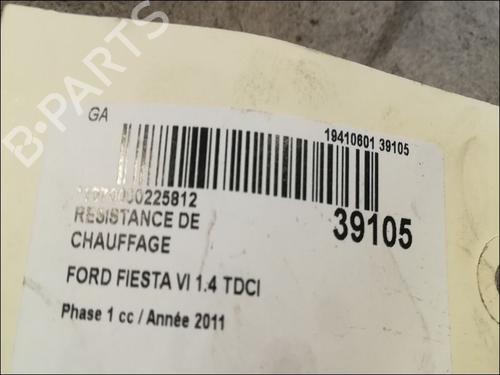 B-PARTS
GA
19410601 39105
39105
RESISTANCE DE
CHAUFFAGE
FORD FIESTA VI 1.4 TDCI
Phase 1 cc / Année 2011